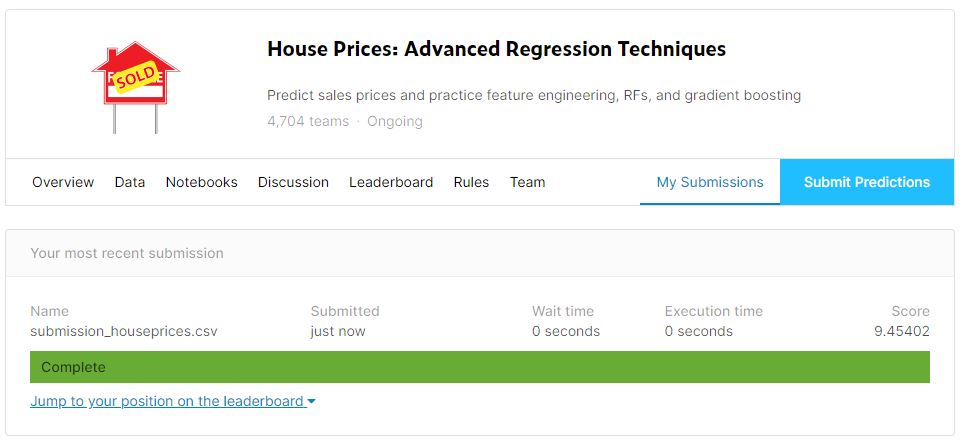 House Prices: Advanced Regression Techniques
SOLD
Predict sales prices and practice feature engineering, RFs, and gradient boosting
4,704 teams · Ongoing
Overview Data Notebooks Discussion Leaderboard Rules Team My Submissions Submit Predictions
Your most recent submission
Name Submitted Wait time Execution time Score
submission_houseprices.csv just now 0 seconds 0 seconds 9.45402
Complete
Jump to your position on the leaderboard